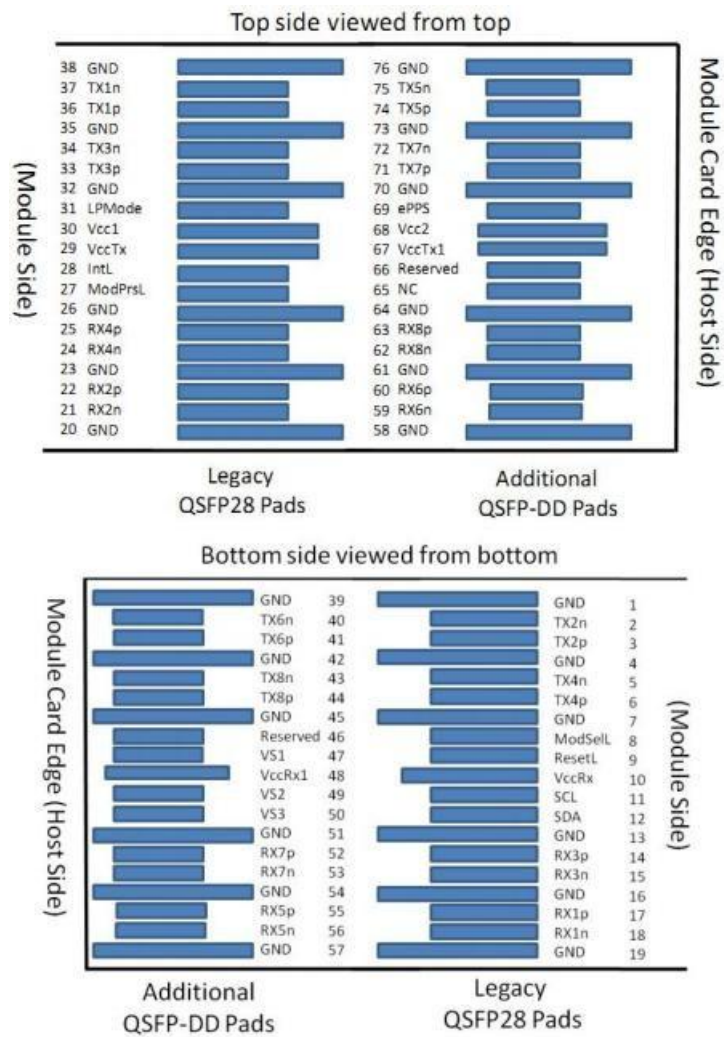 Top side viewed from top
38 GND 76 GND
37 TX1n 75 TX5n
36 TX1p 74 TX5p
35 GND 73 GND
34 TX3n 72 TX7n
33 TX3p 71 TX7p
32 GND 70 GND
31 LPMode 69 ePPS
30 Vcc1 68 Vcc2
29 VccTx 67 VccTx1
28 IntL 66 Reserved
27 ModPrsL 65 NC
26 GND 64 GND
25 RX4p 63 RX8p
24 RX4n 62 RX8n
23 GND 61 GND
22 RX2p 60 RX6p
21 RX2n 59 RX6n
20 GND 58 GND
(Module Side)
Module Card Edge (Host Side)
Legacy Additional
QSFP28 Pads QSFP-DD Pads
Bottom side viewed from bottom
GND 39 GND 1
TX6n 40 TX2n 2
TX6p 41 TX2p 3
GND 42 GND 4
TX8n 43 TX4n 5
TX8p 44 TX4p 6
GND 45 GND 7
Reserved 46 ModSelL 8
VS1 47 ResetL 9
VccRx1 48 VccRx 10
VS2 49 SCL 11
VS3 50 SDA 12
GND 51 GND 13
RX7p 52 RX3p 14
RX7n 53 RX3n 15
GND 54 GND 16
RX5p 55 RX1p 17
RX5n 56 RX1n 18
GND 57 GND 19
Module Card Edge (Host Side)
(Module Side)
Additional Legacy
QSFP-DD Pads QSFP28 Pads